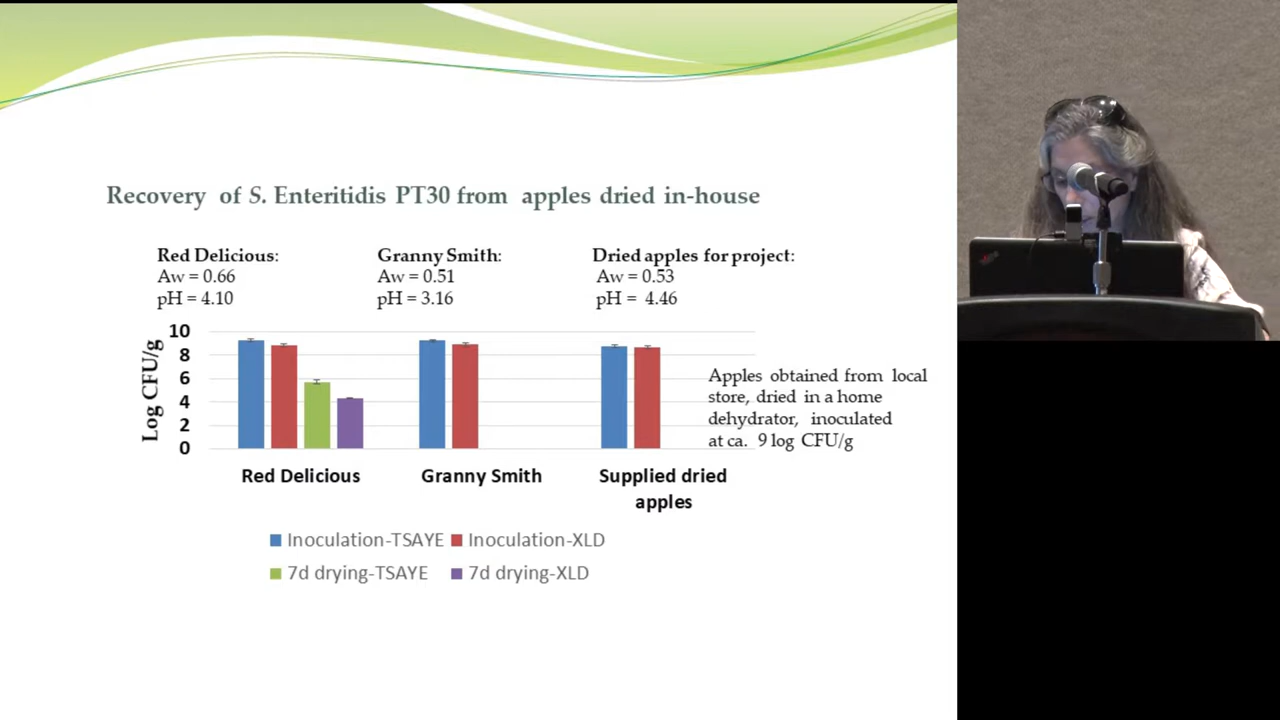 Recovery of S. Enteritidis PT30 from apples dried in-house
Red Delicious:
Aw = 0.66
pH = 4.10
Granny Smith:
Aw = 0.51
pH = 3.16
Dried apples for project:
Aw = 0.53
pH = 4.46
Log CFU/g
10
8
6
4
2
0
Red Delicious
Granny Smith
Supplied dried
apples
Apples obtained from local
store, dried in a home
dehydrator, inoculated
at ca. 9 log CFU/g
Inoculation-TSAYE
Inoculation-XLD
7d drying-TSAYE
7d drying-XLD